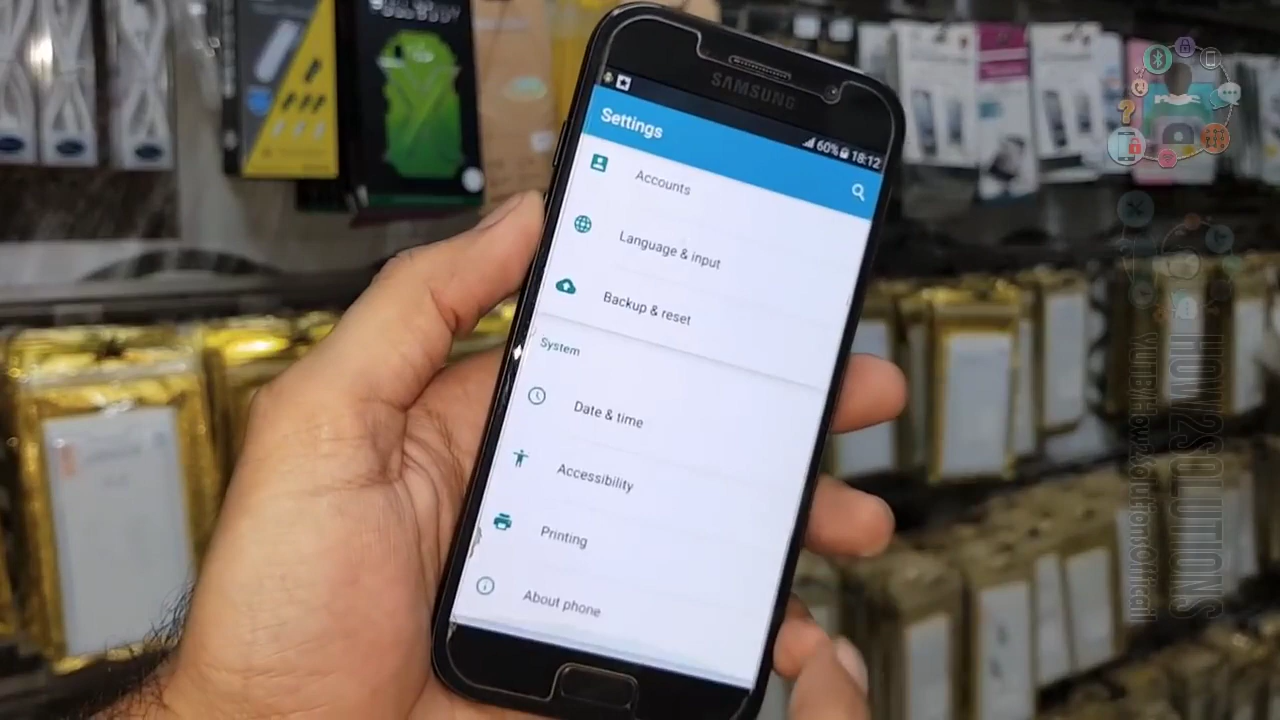 SAMSUNG
60% 18:12
Settings
Accounts
Language & input
Backup & reset
System
Date & time
Accessibility
Printing
About phone
HOW2SOLUTIONS